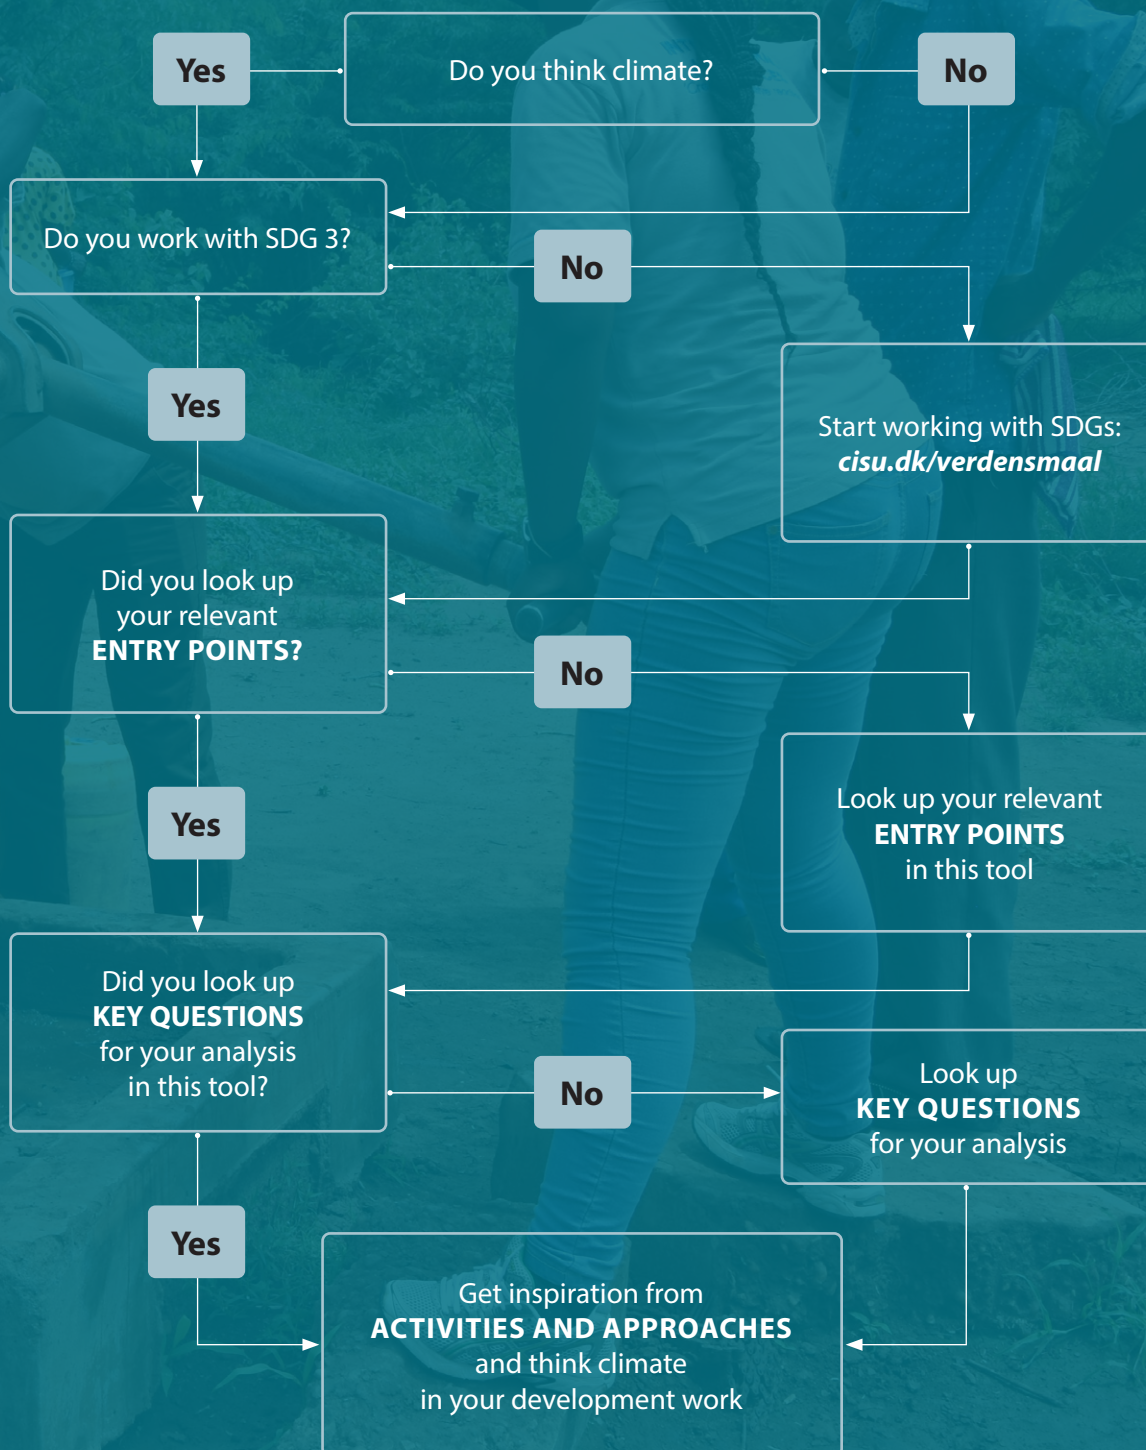 Yes
Do you think climate?
No
Do you work with SDG 3?
No
Yes
Start working with SDGs:
cisu.dk/verdensmaal
Did you look up
your relevant
ENTRY POINTS?
No
Yes
Look up your relevant
ENTRY POINTS
in this tool
Did you look up
KEY QUESTIONS
for your analysis
in this tool?
No
Look up
KEY QUESTIONS
for your analysis
Yes
Get inspiration from
ACTIVITIES AND APPROACHES
and think climate
in your development work